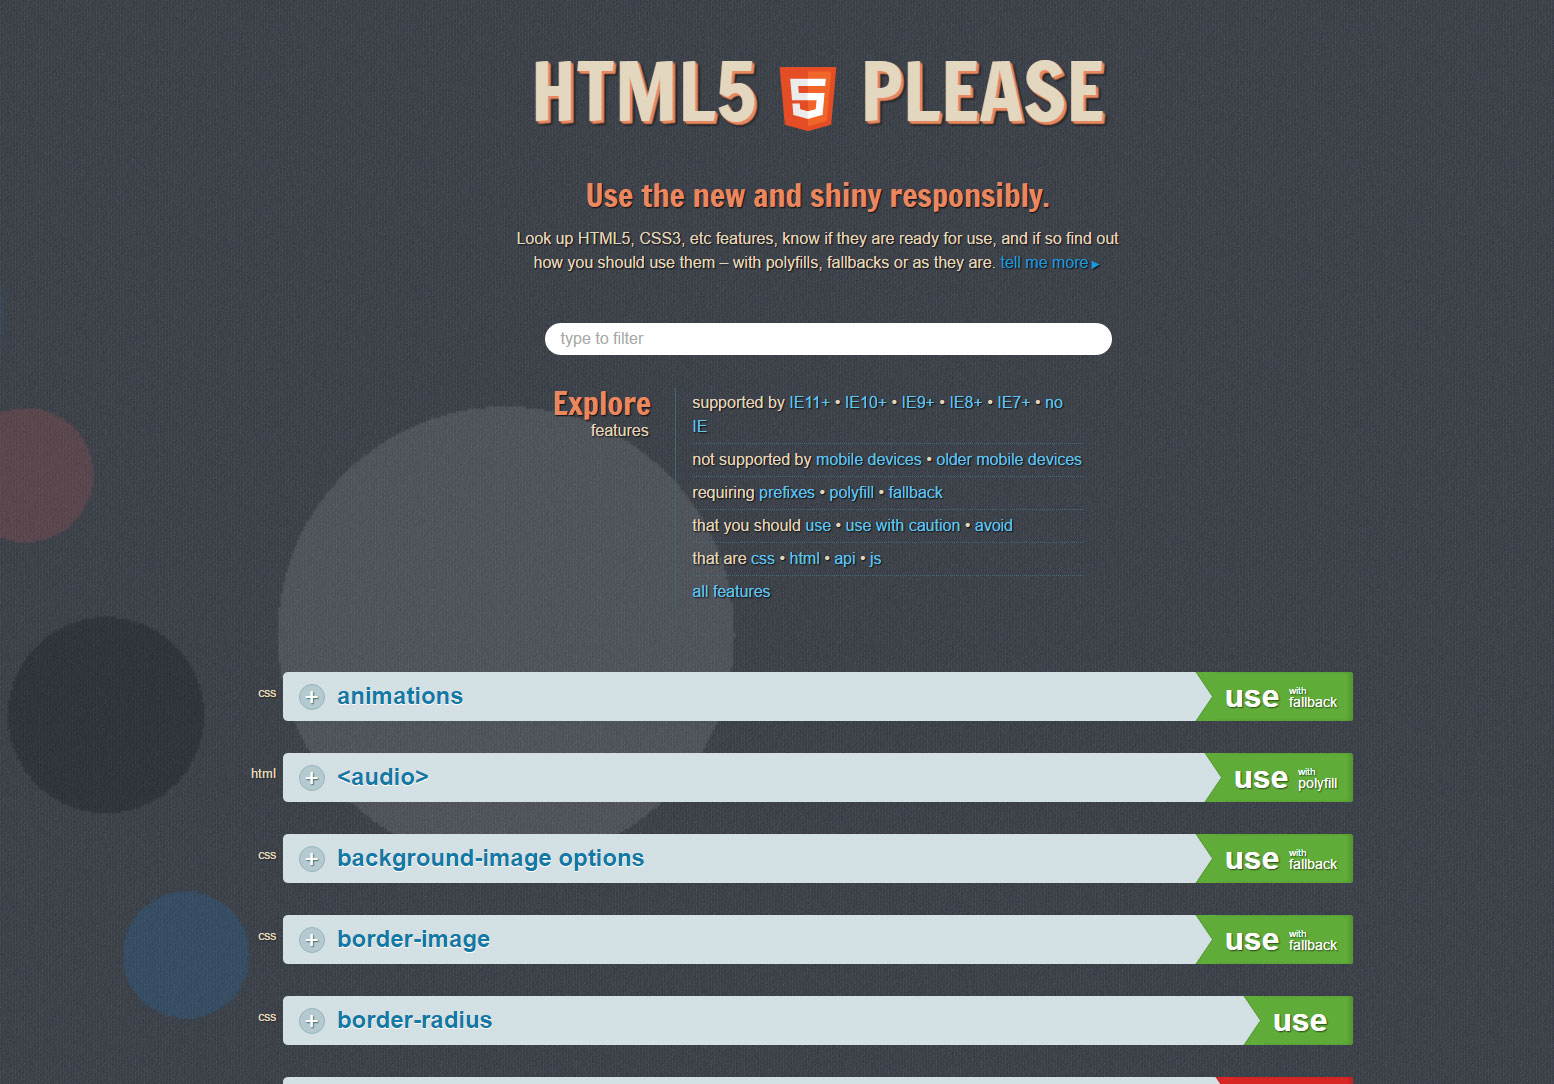 HTML5 5 PLEASE
Use the new and shiny responsibly.
Look up HTML5, CSS3, etc features, know if they are ready for use, and if so find out
how you should use them – with polyfills, fallbacks or as they are. tell me more ▸
type to filter
Explore
features
supported by IE11+ • IE10+ • IE9+ • IE8+ • IE7+ • no
IE
not supported by mobile devices • older mobile devices
requiring prefixes • polyfill • fallback
that you should use • use with caution • avoid
that are css • html • api • js
all features
css + animations use with fallback
html + <audio> use with polyfill
css + background-image options use with fallback
css + border-image use with fallback
css + border-radius use